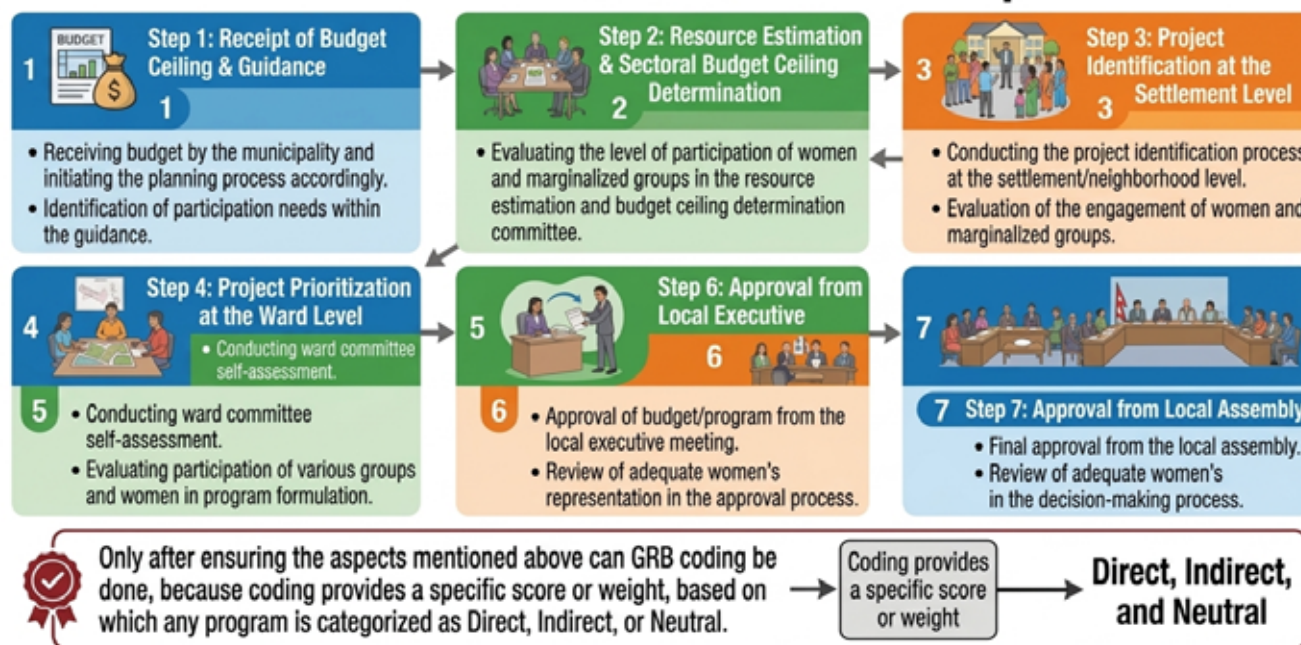 BUDGET
1
Step 1: Receipt of Budget
Ceiling & Guidance
1
• Receiving budget by the municipality and
initiating the planning process accordingly.
• Identification of participation needs within
the guidance.
Step 2: Resource Estimation
& Sectoral Budget Ceiling
Determination
2
• Evaluating the level of participation of women
and marginalized groups in the resource
estimation and budget ceiling determination
committee.
3
Step 3: Project
Identification at the
Settlement Level
3
• Conducting the project identification process
at the settlement/neighborhood level.
• Evaluation of the engagement of women and
marginalized groups.
4
Step 4: Project Prioritization
at the Ward Level
• Conducting ward committee
self-assessment.
5
• Conducting ward committee
self-assessment.
• Evaluating participation of various groups
and women in program formulation.
5
Step 6: Approval from
Local Executive
6
6
• Approval of budget/program from the
local executive meeting.
• Review of adequate women's
representation in the approval process.
7
7 Step 7: Approval from Local Assembly
• Final approval from the local assembly.
• Review of adequate women's
in the decision-making process.
Only after ensuring the aspects mentioned above can GRB coding be
done, because coding provides a specific score or weight, based on
which any program is categorized as Direct, Indirect, or Neutral.
Coding provides
a specific score
or weight
Direct, Indirect,
and Neutral